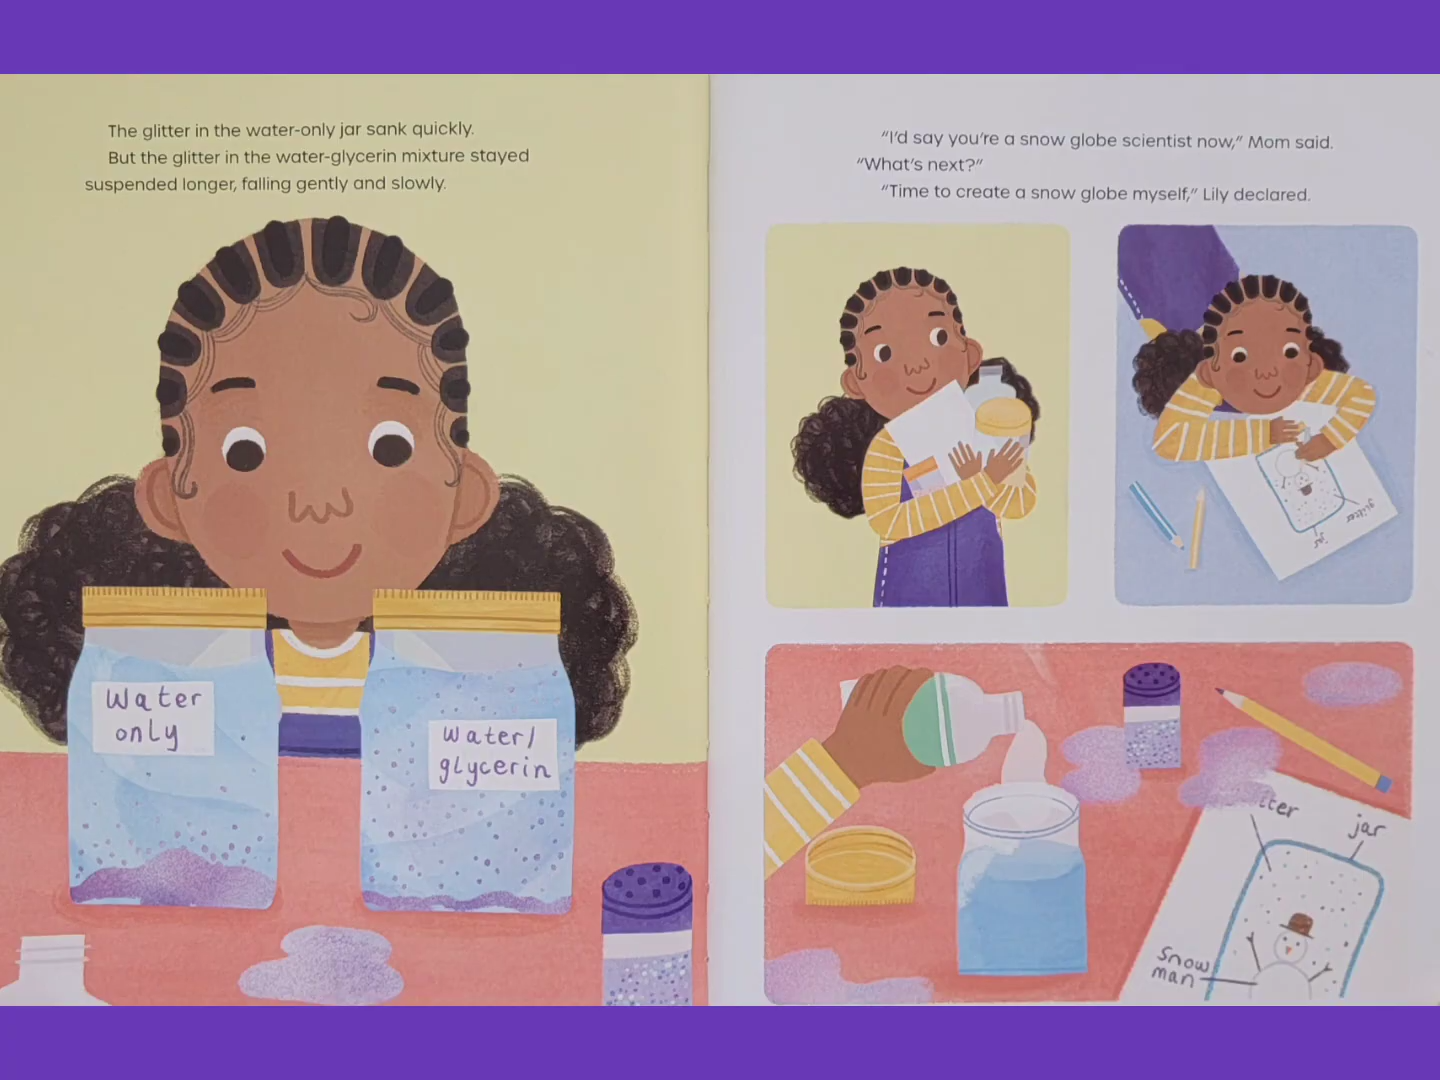 The glitter in the water-only jar sank quickly.
But the glitter in the water-glycerin mixture stayed
suspended longer, falling gently and slowly.
Water
only
Water/
glycerin
“I’d say you’re a snow globe scientist now,” Mom said.
“What’s next?”
“Time to create a snow globe myself,” Lily declared.
glitter
jar
jar
snow
man